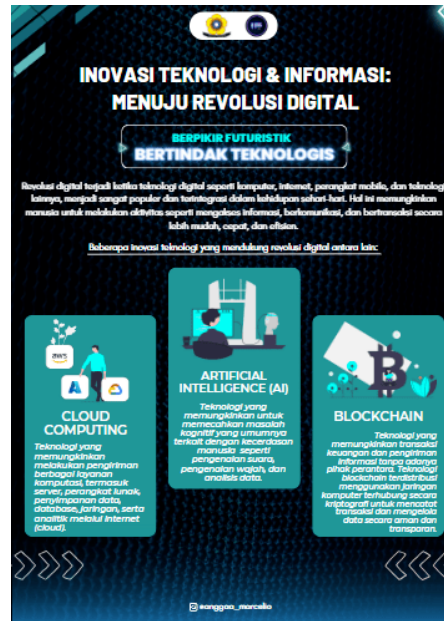 INOVASI TEKNOLOGI & INFORMASI:
MENUJU REVOLUSI DIGITAL
BERPIKIR FUTURISTIK
BERTINDAK TEKNOLOGIS
Revolusi digital terjadi ketika teknologi digital seperti komputer, internet, perangkat mobile, dan teknologi
lainnya, menjadi sangat populer dan terintegrasi dalam kehidupan sehari-hari. Hal ini memungkinkan
manusia untuk melakukan aktivitas seperti mengakses informasi, berkomunikasi, dan bertransaksi secara
lebih mudah, cepat, dan efisien.
Beberapa inovasi teknologi yang mendukung revolusi digital antara lain:
aws
CLOUD
COMPUTING
Teknologi yang
memungkinkan
melakukan pengiriman
berbagai layanan
komputasi, termasuk
server, perangkat lunak,
penyimpanan data,
database, jaringan, serta
analitik melalui internet
(cloud).
ARTIFICIAL
INTELLIGENCE (AI)
Teknologi yang
memungkinkan untuk
memecahkan masalah
kognitif yang umumnya
terkait dengan kecerdasan
manusia seperti
pengenalan suara,
pengenalan wajah, dan
analisis data.
BLOCKCHAIN
Teknologi yang
memungkinkan transaksi
keuangan dan pengiriman
informasi tanpa adanya
pihak perantara. Teknologi
blockchain terdistribusi
menggunakan jaringan
komputer terhubung secara
kriptografi untuk mencatat
transaksi dan mengelola
data secara aman dan
transparan.